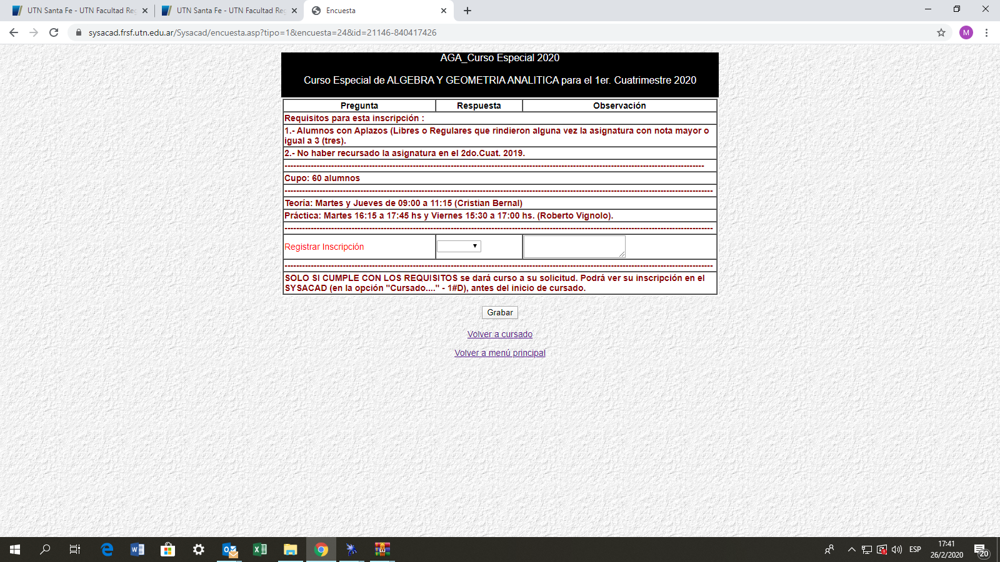 UTN Santa Fe - UTN Facultad Reg
UTN Santa Fe - UTN Facultad Reg
Encuesta
sysacad.frsf.utn.edu.ar/Sysacad/encuesta.asp?tipo=1&encuesta=24&id=21146-840417426
M
AGA_Curso Especial 2020
Curso Especial de ALGEBRA Y GEOMETRIA ANALITICA para el 1er. Cuatrimestre 2020
Pregunta Respuesta Observación
Requisitos para esta inscripción :
1.- Alumnos con Aplazos (Libres o Regulares que rindieron alguna vez la asignatura con nota mayor o
igual a 3 (tres).
2.- No haber recursado la asignatura en el 2do.Cuat. 2019.
Cupo: 60 alumnos
Teoría: Martes y Jueves de 09:00 a 11:15 (Cristian Bernal)
Práctica: Martes 16:15 a 17:45 hs y Viernes 15:30 a 17:00 hs. (Roberto Vignolo).
Registrar Inscripción
SOLO SI CUMPLE CON LOS REQUISITOS se dará curso a su solicitud. Podrá ver su inscripción en el
SYSACAD (en la opción "Cursado...." - 1#D), antes del inicio de cursado.
Grabar
Volver a cursado
Volver a menú principal
ESP
17:41
26/2/2020
20